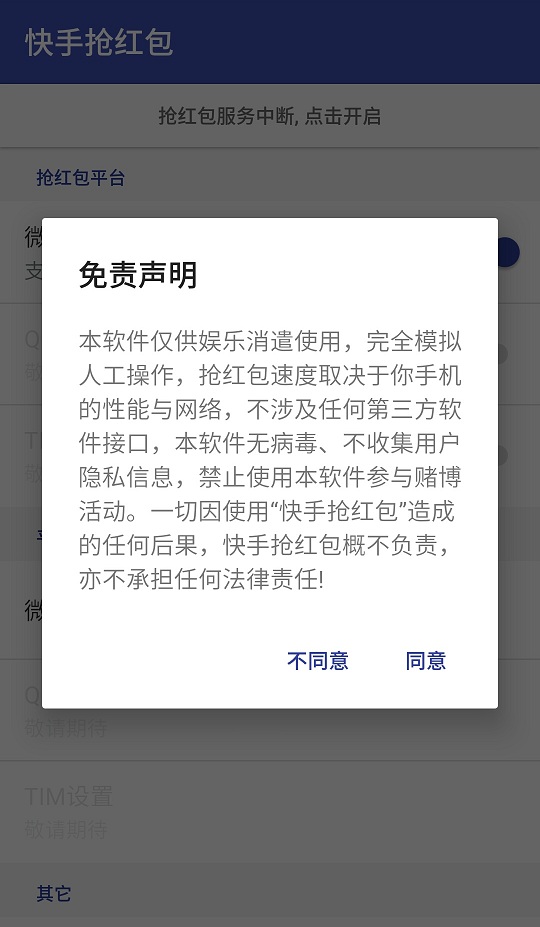 快手抢红包
抢红包服务中断, 点击开启
抢红包平台
微
支
免责声明
本软件仅供娱乐消遣使用，完全模拟
人工操作，抢红包速度取决于你手机
的性能与网络，不涉及任何第三方软
件接口，本软件无病毒、不收集用户
隐私信息，禁止使用本软件参与赌博
活动。一切因使用“快手抢红包”造成
的任何后果，快手抢红包概不负责，
亦不承担任何法律责任!
不同意
同意
Q
敬
T
敬
微
Q
敬请期待
TIM设置
敬请期待
其它